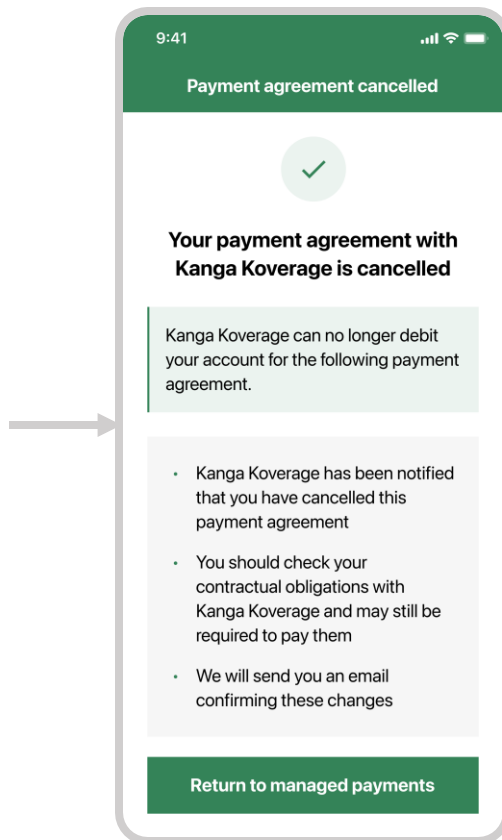 9:41
Payment agreement cancelled
Your payment agreement with
Kanga Koverage is cancelled
Kanga Koverage can no longer debit
your account for the following payment
agreement.
• Kanga Koverage has been notified
that you have cancelled this
payment agreement
• You should check your
contractual obligations with
Kanga Koverage and may still be
required to pay them
• We will send you an email
confirming these changes
Return to managed payments